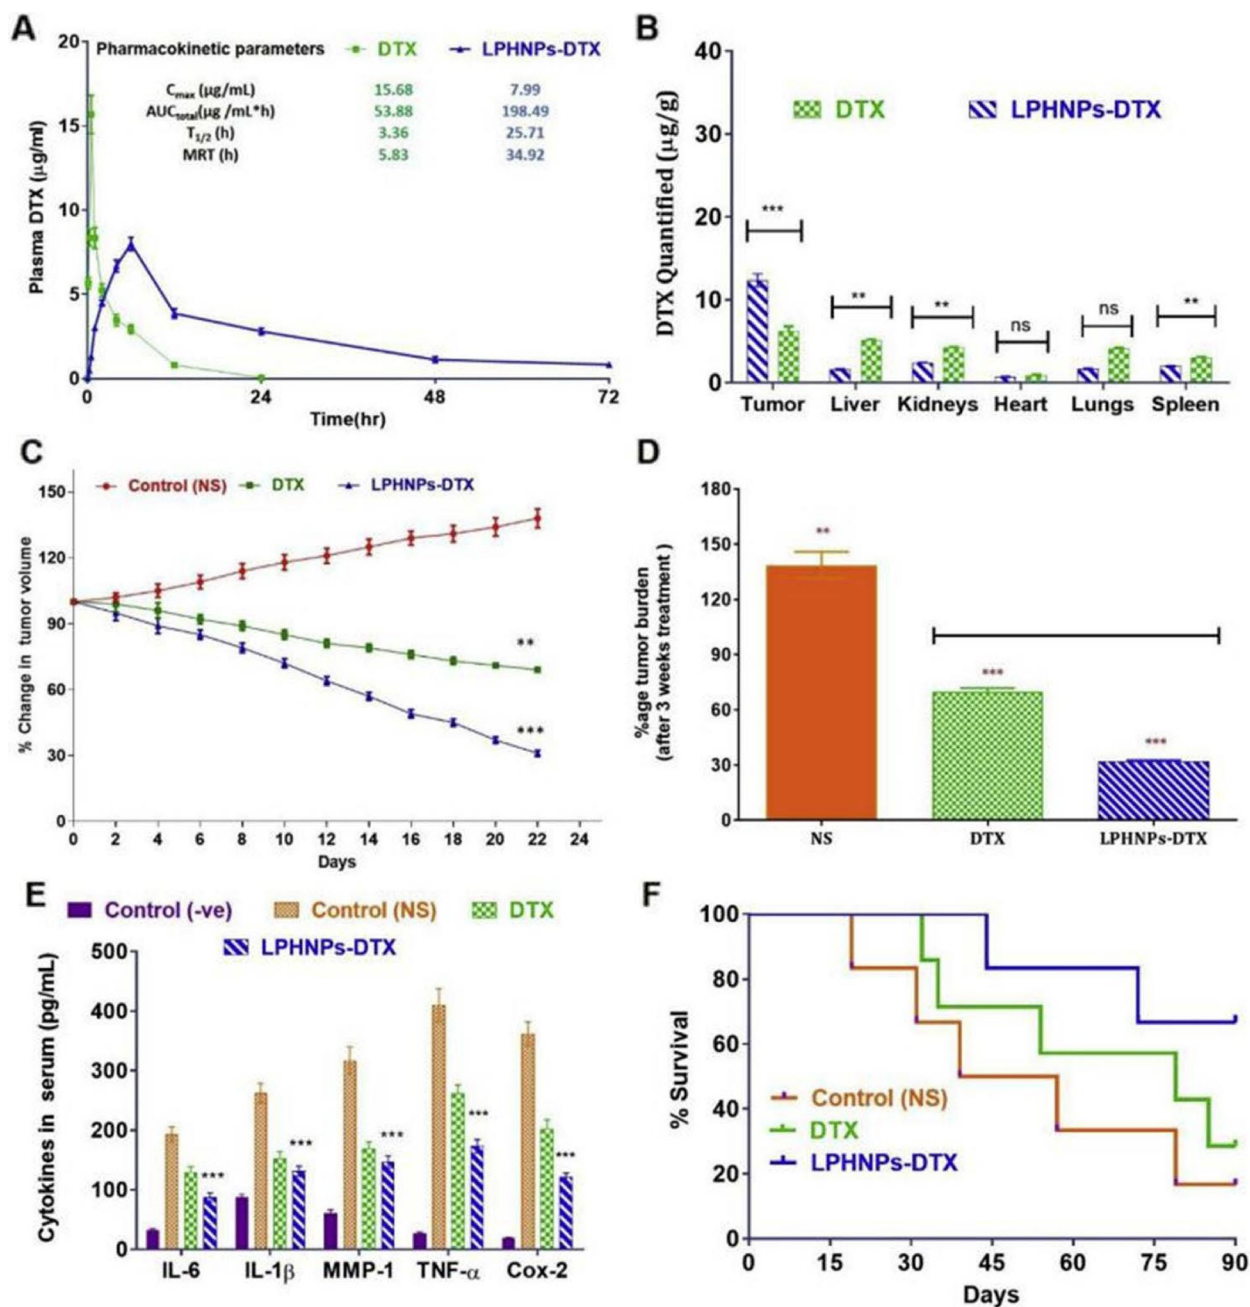 A
Pharmacokinetic parameters DTX LPHNPs-DTX
Cmax (µg/mL) 15.68 7.99
AUCtotal(µg /mL*h) 53.88 198.49
T1/2 (h) 3.36 25.71
MRT (h) 5.83 34.92
Plasma DTX (µg/ml)
20
15
10
5
0
0 24 48 72
Time(hr)
B
DTX Quantified (µg/g)
40
30
20
10
0
DTX LPHNPs-DTX
*** ** ** ns ns **
Tumor Liver Kidneys Heart Lungs Spleen
C
% Change in tumor volume
150
120
90
60
30
0
Control (NS) DTX LPHNPs-DTX
**
***
0 2 4 6 8 10 12 14 16 18 20 22 24
Days
D
%age tumor burden
(after 3 weeks treatment )
180
150
120
90
60
30
0
**
***
***
NS DTX LPHNPs-DTX
E
Control (-ve) Control (NS) DTX
LPHNPs-DTX
Cytokines in serum (pg/mL)
500
400
300
200
100
0
*** *** *** *** ***
IL-6 IL-1β MMP-1 TNF-α Cox-2
F
% Survival
100
80
60
40
20
0
Control (NS)
DTX
LPHNPs-DTX
0 15 30 45 60 75 90
Days